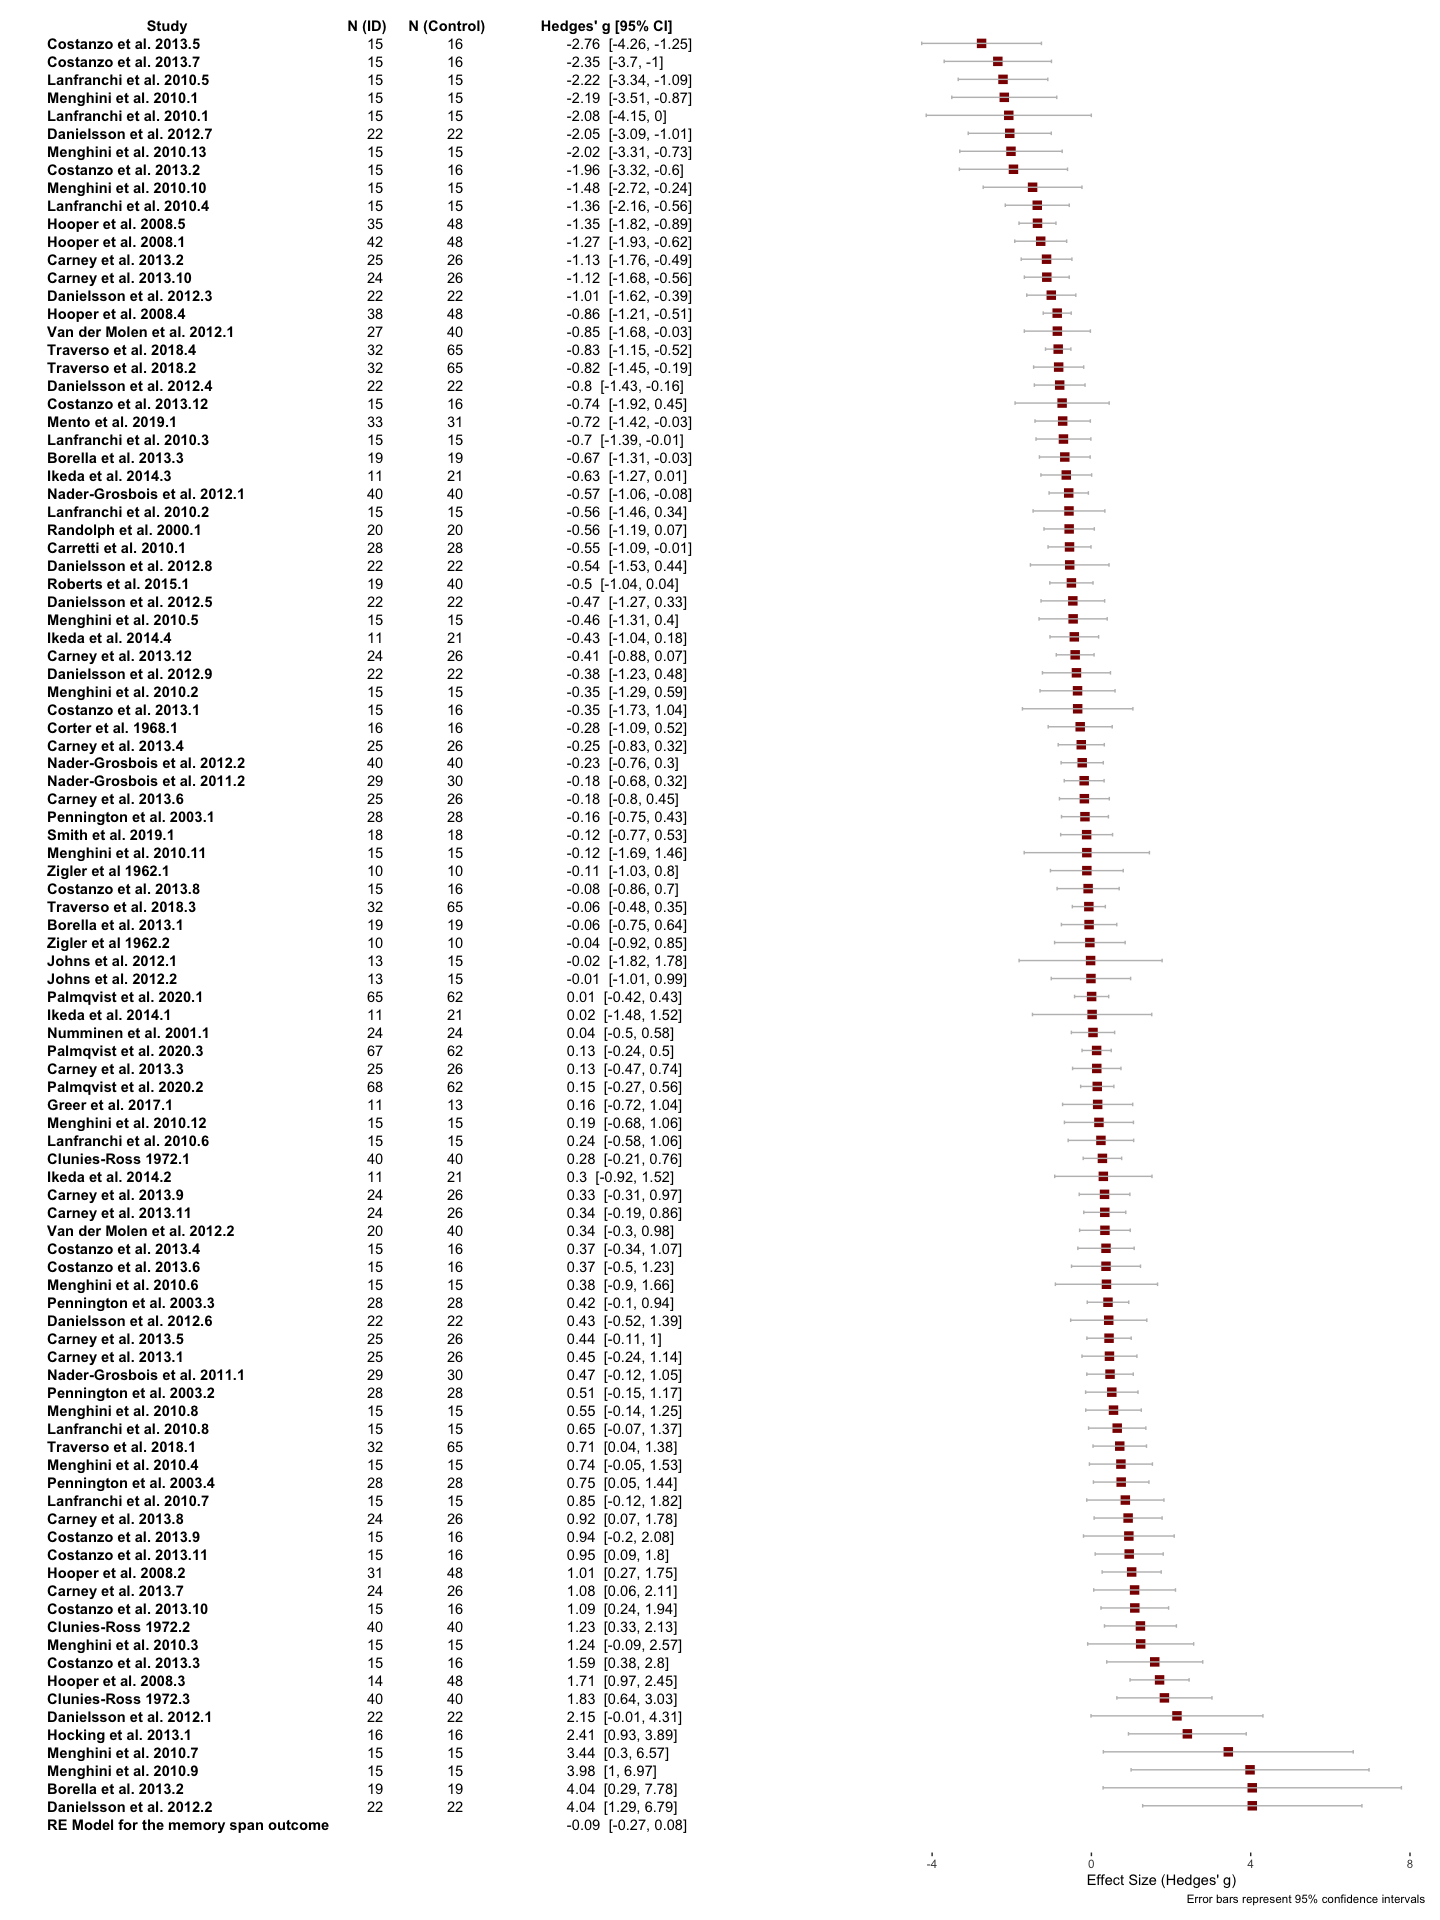 Study N (ID) N (Control) Hedges' g [95% CI]
Costanzo et al. 2013.5 15 16 -2.76 [-4.26, -1.25]
Costanzo et al. 2013.7 15 16 -2.35 [-3.7, -1]
Lanfranchi et al. 2010.5 15 15 -2.22 [-3.34, -1.09]
Menghini et al. 2010.1 15 15 -2.19 [-3.51, -0.87]
Lanfranchi et al. 2010.1 15 15 -2.08 [-4.15, 0]
Danielsson et al. 2012.7 22 22 -2.05 [-3.09, -1.01]
Menghini et al. 2010.13 15 15 -2.02 [-3.31, -0.73]
Costanzo et al. 2013.2 15 16 -1.96 [-3.32, -0.6]
Menghini et al. 2010.10 15 15 -1.48 [-2.72, -0.24]
Lanfranchi et al. 2010.4 15 15 -1.36 [-2.16, -0.56]
Hooper et al. 2008.5 35 48 -1.35 [-1.82, -0.89]
Hooper et al. 2008.1 42 48 -1.27 [-1.93, -0.62]
Carney et al. 2013.2 25 26 -1.13 [-1.76, -0.49]
Carney et al. 2013.10 24 26 -1.12 [-1.68, -0.56]
Danielsson et al. 2012.3 22 22 -1.01 [-1.62, -0.39]
Hooper et al. 2008.4 38 48 -0.86 [-1.21, -0.51]
Van der Molen et al. 2012.1 27 40 -0.85 [-1.68, -0.03]
Traverso et al. 2018.4 32 65 -0.83 [-1.15, -0.52]
Traverso et al. 2018.2 32 65 -0.82 [-1.45, -0.19]
Danielsson et al. 2012.4 22 22 -0.8 [-1.43, -0.16]
Costanzo et al. 2013.12 15 16 -0.74 [-1.92, 0.45]
Mento et al. 2019.1 33 31 -0.72 [-1.42, -0.03]
Lanfranchi et al. 2010.3 15 15 -0.7 [-1.39, -0.01]
Borella et al. 2013.3 19 19 -0.67 [-1.31, -0.03]
Ikeda et al. 2014.3 11 21 -0.63 [-1.27, 0.01]
Nader-Grosbois et al. 2012.1 40 40 -0.57 [-1.06, -0.08]
Lanfranchi et al. 2010.2 15 15 -0.56 [-1.46, 0.34]
Randolph et al. 2000.1 20 20 -0.56 [-1.19, 0.07]
Carretti et al. 2010.1 28 28 -0.55 [-1.09, -0.01]
Danielsson et al. 2012.8 22 22 -0.54 [-1.53, 0.44]
Roberts et al. 2015.1 19 40 -0.5 [-1.04, 0.04]
Danielsson et al. 2012.5 22 22 -0.47 [-1.27, 0.33]
Menghini et al. 2010.5 15 15 -0.46 [-1.31, 0.4]
Ikeda et al. 2014.4 11 21 -0.43 [-1.04, 0.18]
Carney et al. 2013.12 24 26 -0.41 [-0.88, 0.07]
Danielsson et al. 2012.9 22 22 -0.38 [-1.23, 0.48]
Menghini et al. 2010.2 15 15 -0.35 [-1.29, 0.59]
Costanzo et al. 2013.1 15 16 -0.35 [-1.73, 1.04]
Corter et al. 1968.1 16 16 -0.28 [-1.09, 0.52]
Carney et al. 2013.4 25 26 -0.25 [-0.83, 0.32]
Nader-Grosbois et al. 2012.2 40 40 -0.23 [-0.76, 0.3]
Nader-Grosbois et al. 2011.2 29 30 -0.18 [-0.68, 0.32]
Carney et al. 2013.6 25 26 -0.18 [-0.8, 0.45]
Pennington et al. 2003.1 28 28 -0.16 [-0.75, 0.43]
Smith et al. 2019.1 18 18 -0.12 [-0.77, 0.53]
Menghini et al. 2010.11 15 15 -0.12 [-1.69, 1.46]
Zigler et al 1962.1 10 10 -0.11 [-1.03, 0.8]
Costanzo et al. 2013.8 15 16 -0.08 [-0.86, 0.7]
Traverso et al. 2018.3 32 65 -0.06 [-0.48, 0.35]
Borella et al. 2013.1 19 19 -0.06 [-0.75, 0.64]
Zigler et al 1962.2 10 10 -0.04 [-0.92, 0.85]
Johns et al. 2012.1 13 15 -0.02 [-1.82, 1.78]
Johns et al. 2012.2 13 15 -0.01 [-1.01, 0.99]
Palmqvist et al. 2020.1 65 62 0.01 [-0.42, 0.43]
Ikeda et al. 2014.1 11 21 0.02 [-1.48, 1.52]
Numminen et al. 2001.1 24 24 0.04 [-0.5, 0.58]
Palmqvist et al. 2020.3 67 62 0.13 [-0.24, 0.5]
Carney et al. 2013.3 25 26 0.13 [-0.47, 0.74]
Palmqvist et al. 2020.2 68 62 0.15 [-0.27, 0.56]
Greer et al. 2017.1 11 13 0.16 [-0.72, 1.04]
Menghini et al. 2010.12 15 15 0.19 [-0.68, 1.06]
Lanfranchi et al. 2010.6 15 15 0.24 [-0.58, 1.06]
Clunies-Ross 1972.1 40 40 0.28 [-0.21, 0.76]
Ikeda et al. 2014.2 11 21 0.3 [-0.92, 1.52]
Carney et al. 2013.9 24 26 0.33 [-0.31, 0.97]
Carney et al. 2013.11 24 26 0.34 [-0.19, 0.86]
Van der Molen et al. 2012.2 20 40 0.34 [-0.3, 0.98]
Costanzo et al. 2013.4 15 16 0.37 [-0.34, 1.07]
Costanzo et al. 2013.6 15 16 0.37 [-0.5, 1.23]
Menghini et al. 2010.6 15 15 0.38 [-0.9, 1.66]
Pennington et al. 2003.3 28 28 0.42 [-0.1, 0.94]
Danielsson et al. 2012.6 22 22 0.43 [-0.52, 1.39]
Carney et al. 2013.5 25 26 0.44 [-0.11, 1]
Carney et al. 2013.1 25 26 0.45 [-0.24, 1.14]
Nader-Grosbois et al. 2011.1 29 30 0.47 [-0.12, 1.05]
Pennington et al. 2003.2 28 28 0.51 [-0.15, 1.17]
Menghini et al. 2010.8 15 15 0.55 [-0.14, 1.25]
Lanfranchi et al. 2010.8 15 15 0.65 [-0.07, 1.37]
Traverso et al. 2018.1 32 65 0.71 [0.04, 1.38]
Menghini et al. 2010.4 15 15 0.74 [-0.05, 1.53]
Pennington et al. 2003.4 28 28 0.75 [0.05, 1.44]
Lanfranchi et al. 2010.7 15 15 0.85 [-0.12, 1.82]
Carney et al. 2013.8 24 26 0.92 [0.07, 1.78]
Costanzo et al. 2013.9 15 16 0.94 [-0.2, 2.08]
Costanzo et al. 2013.11 15 16 0.95 [0.09, 1.8]
Hooper et al. 2008.2 31 48 1.01 [0.27, 1.75]
Carney et al. 2013.7 24 26 1.08 [0.06, 2.11]
Costanzo et al. 2013.10 15 16 1.09 [0.24, 1.94]
Clunies-Ross 1972.2 40 40 1.23 [0.33, 2.13]
Menghini et al. 2010.3 15 15 1.24 [-0.09, 2.57]
Costanzo et al. 2013.3 15 16 1.59 [0.38, 2.8]
Hooper et al. 2008.3 14 48 1.71 [0.97, 2.45]
Clunies-Ross 1972.3 40 40 1.83 [0.64, 3.03]
Danielsson et al. 2012.1 22 22 2.15 [-0.01, 4.31]
Hocking et al. 2013.1 16 16 2.41 [0.93, 3.89]
Menghini et al. 2010.7 15 15 3.44 [0.3, 6.57]
Menghini et al. 2010.9 15 15 3.98 [1, 6.97]
Borella et al. 2013.2 19 19 4.04 [0.29, 7.78]
Danielsson et al. 2012.2 22 22 4.04 [1.29, 6.79]
RE Model for the memory span outcome -0.09 [-0.27, 0.08]
-4 0 4 8
Effect Size (Hedges' g)
Error bars represent 95% confidence intervals